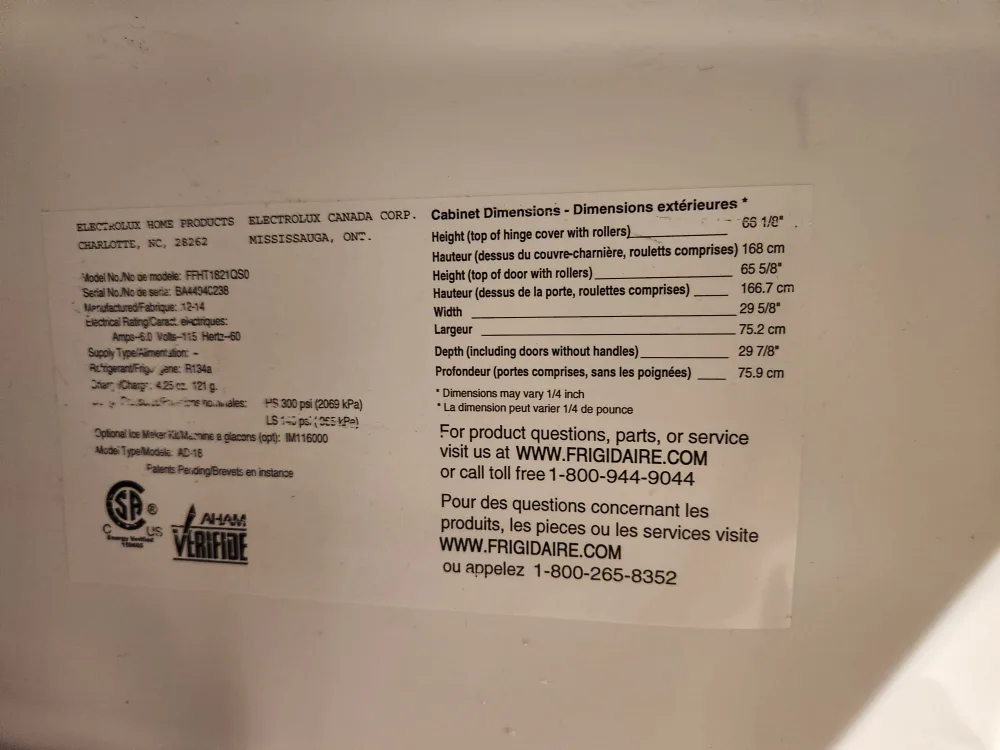 ELECTROLUX HOME PRODUCTS ELECTROLUX CANADA CORP.
CHARLOTTE, NC, 28262 MISSISSAUGA, ONT.
Model No./No de modele: FFHT1821QS0
Serial No./No de serie: BA4494C238
Manufactured/Fabrique: 12-14
Electrical Rating/Caract. electriques:
Amps--6.0 Volts--115 Hertz--60
Supply Type/Alimentation: -
Refrigerant/Frigorigene: R134a
Charge/Charge: 4.25 oz. 121 g.
HS 300 psi (2069 kPa)
LS psi
Optional Ice Maker Kit/Machine a glacons (opt): IM116000
Model Type/Modele: AD-18
Patents Pending/Brevets en instance
SA ®
C US
Energy Verified
AHAM
VERIFIDE
Cabinet Dimensions - Dimensions extérieures *
Height (top of hinge cover with rollers) 66 1/8"
Hauteur (dessus du couvre-charnière, rouletts comprises) 168 cm
Height (top of door with rollers) 65 5/8"
Hauteur (dessus de la porte, roulettes comprises) 166.7 cm
Width 29 5/8"
Largeur 75.2 cm
Depth (including doors without handles) 29 7/8"
Profondeur (portes comprises, sans les poignées) 75.9 cm
* Dimensions may vary 1/4 inch
* La dimension peut varier 1/4 de pouce
For product questions, parts, or service
visit us at WWW.FRIGIDAIRE.COM
or call toll free 1-800-944-9044
Pour des questions concernant les
produits, les pieces ou les services visite
WWW.FRIGIDAIRE.COM
ou appelez 1-800-265-8352